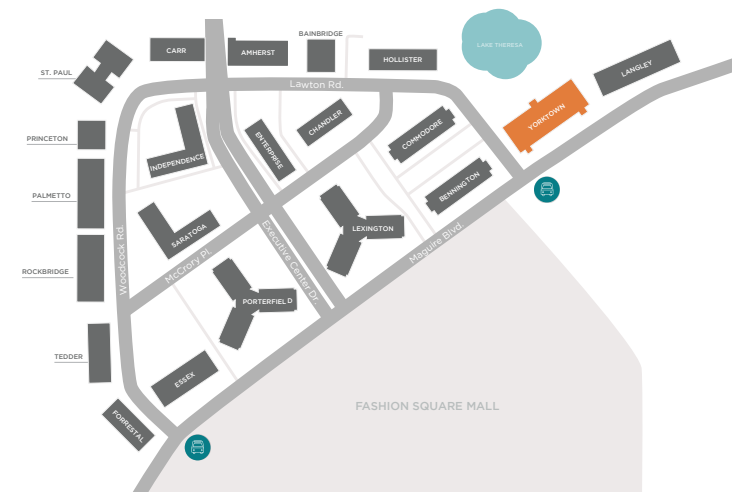 BAINBRIDGE
CARR
AMHERST
HOLLISTER
LAKE THERESA
LANGLEY
ST. PAUL
Lawton Rd.
YORKTOWN
CHANDLER
COMMODORE
PRINCETON
ENTERPRISE
INDEPENDENCE
PALMETTO
BENNINGTON
SARATOGA
LEXINGTON
Woodcock Rd.
McCrory Pl.
Executive Center Dr.
Maguire Blvd.
ROCKBRIDGE
PORTERFIELD
TEDDER
ESSEX
FASHION SQUARE MALL
FORRESTAL